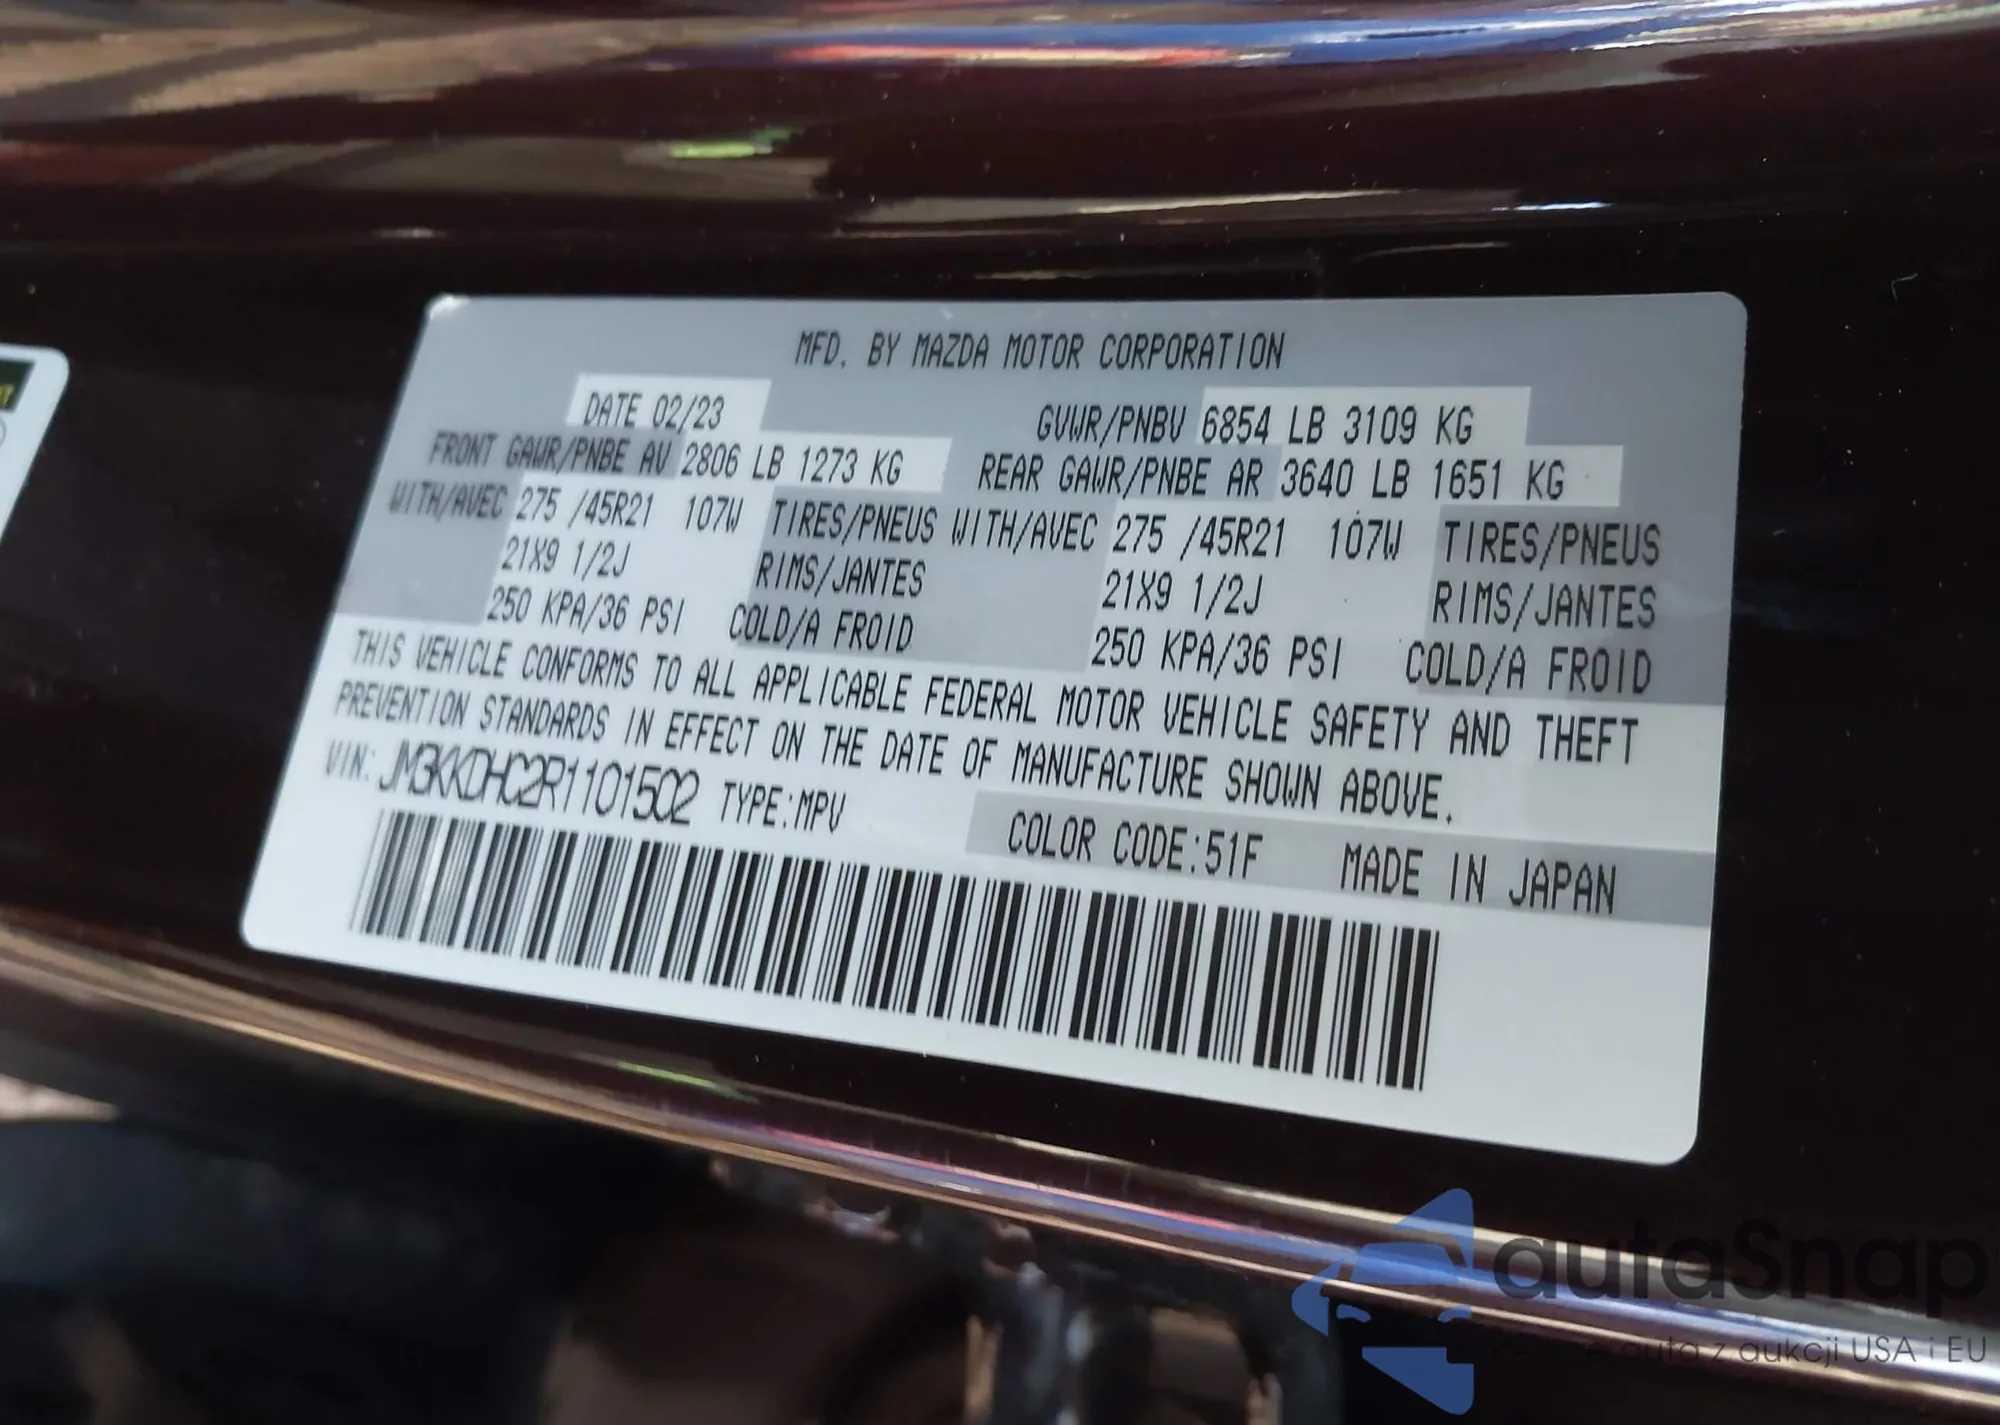 MFD. BY MAZDA MOTOR CORPORATION
DATE 02/23 GVWR/PNBV 6854 LB 3109 KG
FRONT GAWR/PNBE AV 2806 LB 1273 KG REAR GAWR/PNBE AR 3640 LB 1651 KG
WITH/AVEC 275 /45R21 107W TIRES/PNEUS WITH/AVEC 275 /45R21 107W TIRES/PNEUS
21X9 1/2J RIMS/JANTES 21X9 1/2J RIMS/JANTES
250 KPA/36 PSI COLD/A FROID 250 KPA/36 PSI COLD/A FROID
THIS VEHICLE CONFORMS TO ALL APPLICABLE FEDERAL MOTOR VEHICLE SAFETY AND THEFT
PREVENTION STANDARDS IN EFFECT ON THE DATE OF MANUFACTURE SHOWN ABOVE.
VIN: JM3KKDHC2R1101502 TYPE:MPV
COLOR CODE:51F MADE IN JAPAN
autaSnap
auta z aukcji USA i EU